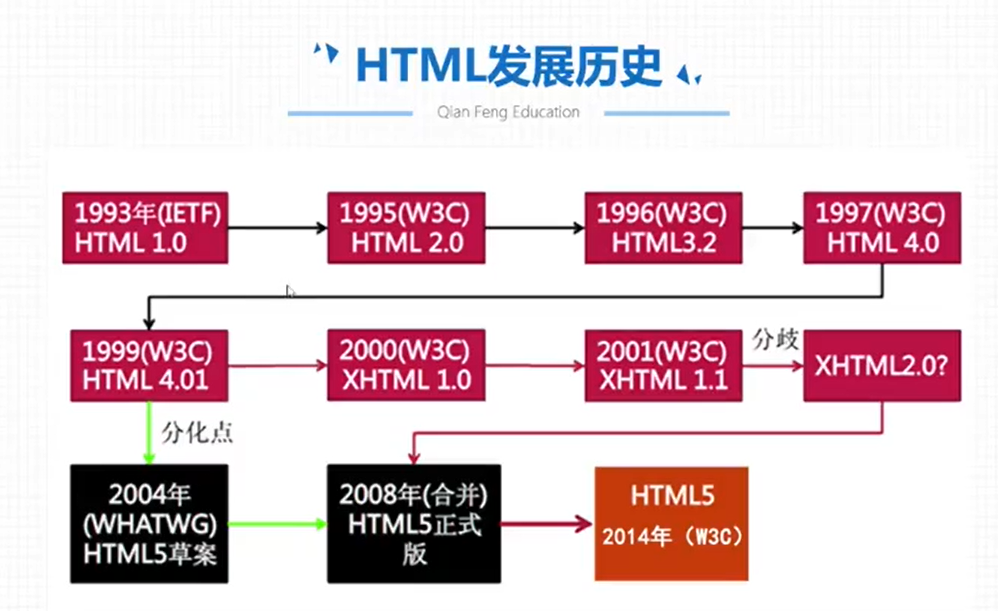 HTML发展历史
Qian Feng Education
1993年(IETF)
HTML 1.0
1995(W3C)
HTML 2.0
1996(W3C)
HTML3.2
1997(W3C)
HTML 4.0
1999(W3C)
HTML 4.01
2000(W3C)
XHTML 1.0
2001(W3C)
XHTML 1.1
分歧
XHTML2.0?
分化点
2004年
(WHATWG)
HTML5草案
2008年(合并)
HTML5正式
版
HTML5
2014年（W3C）